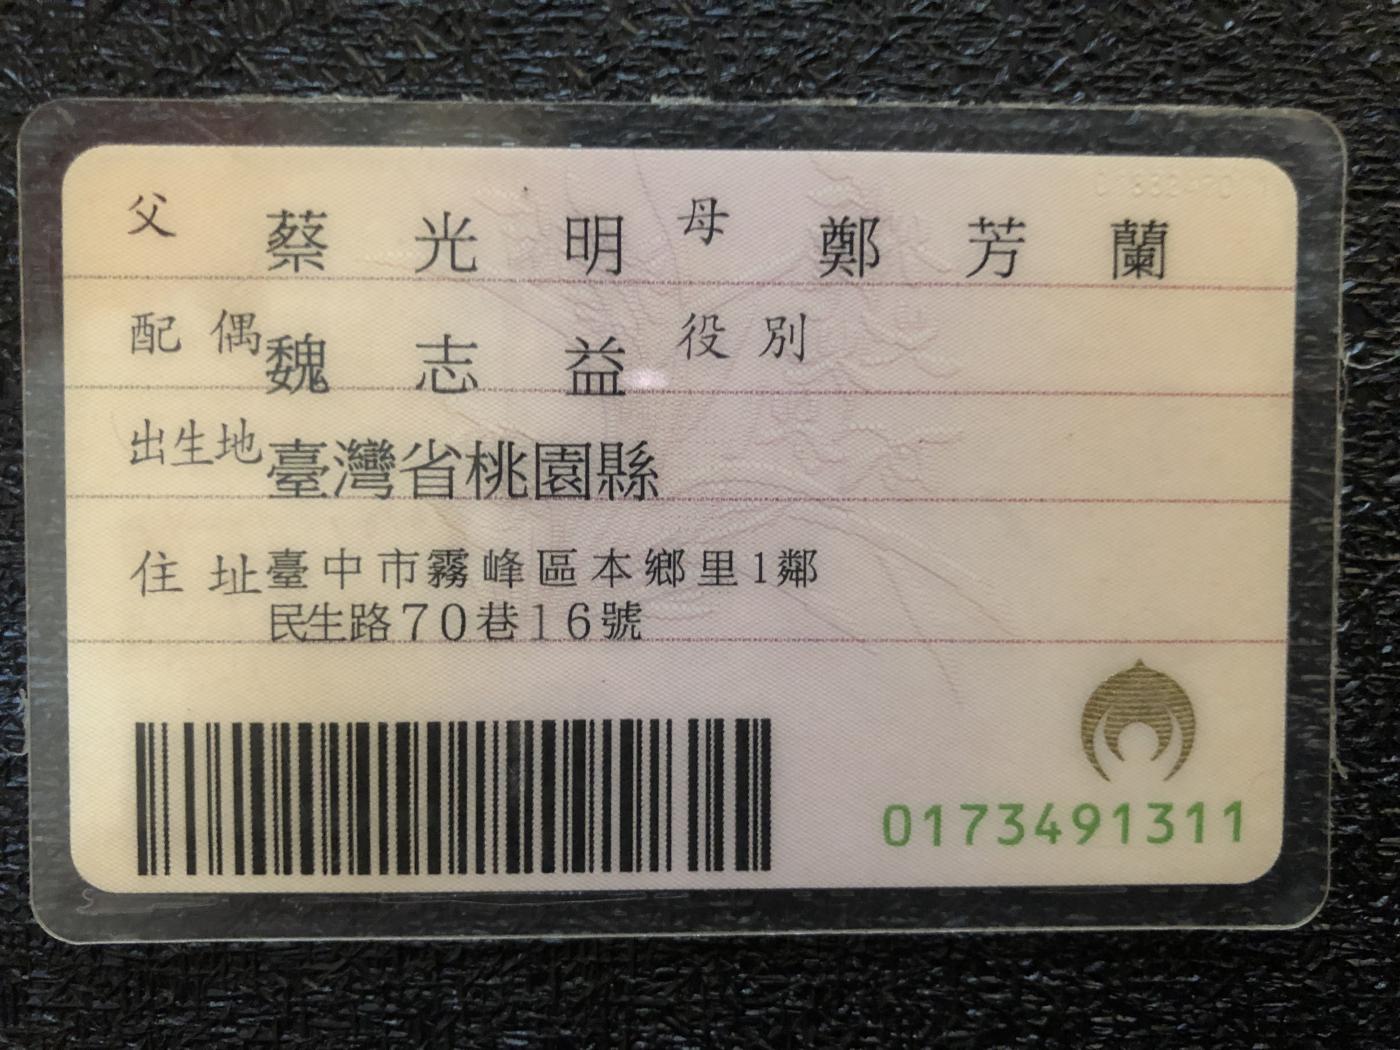 父 蔡光明 母 鄭芳蘭
配偶 魏志益 役別
出生地 臺灣省桃園縣
住址 臺中市霧峰區本鄉里1鄰
民生路70巷16號
0173491311